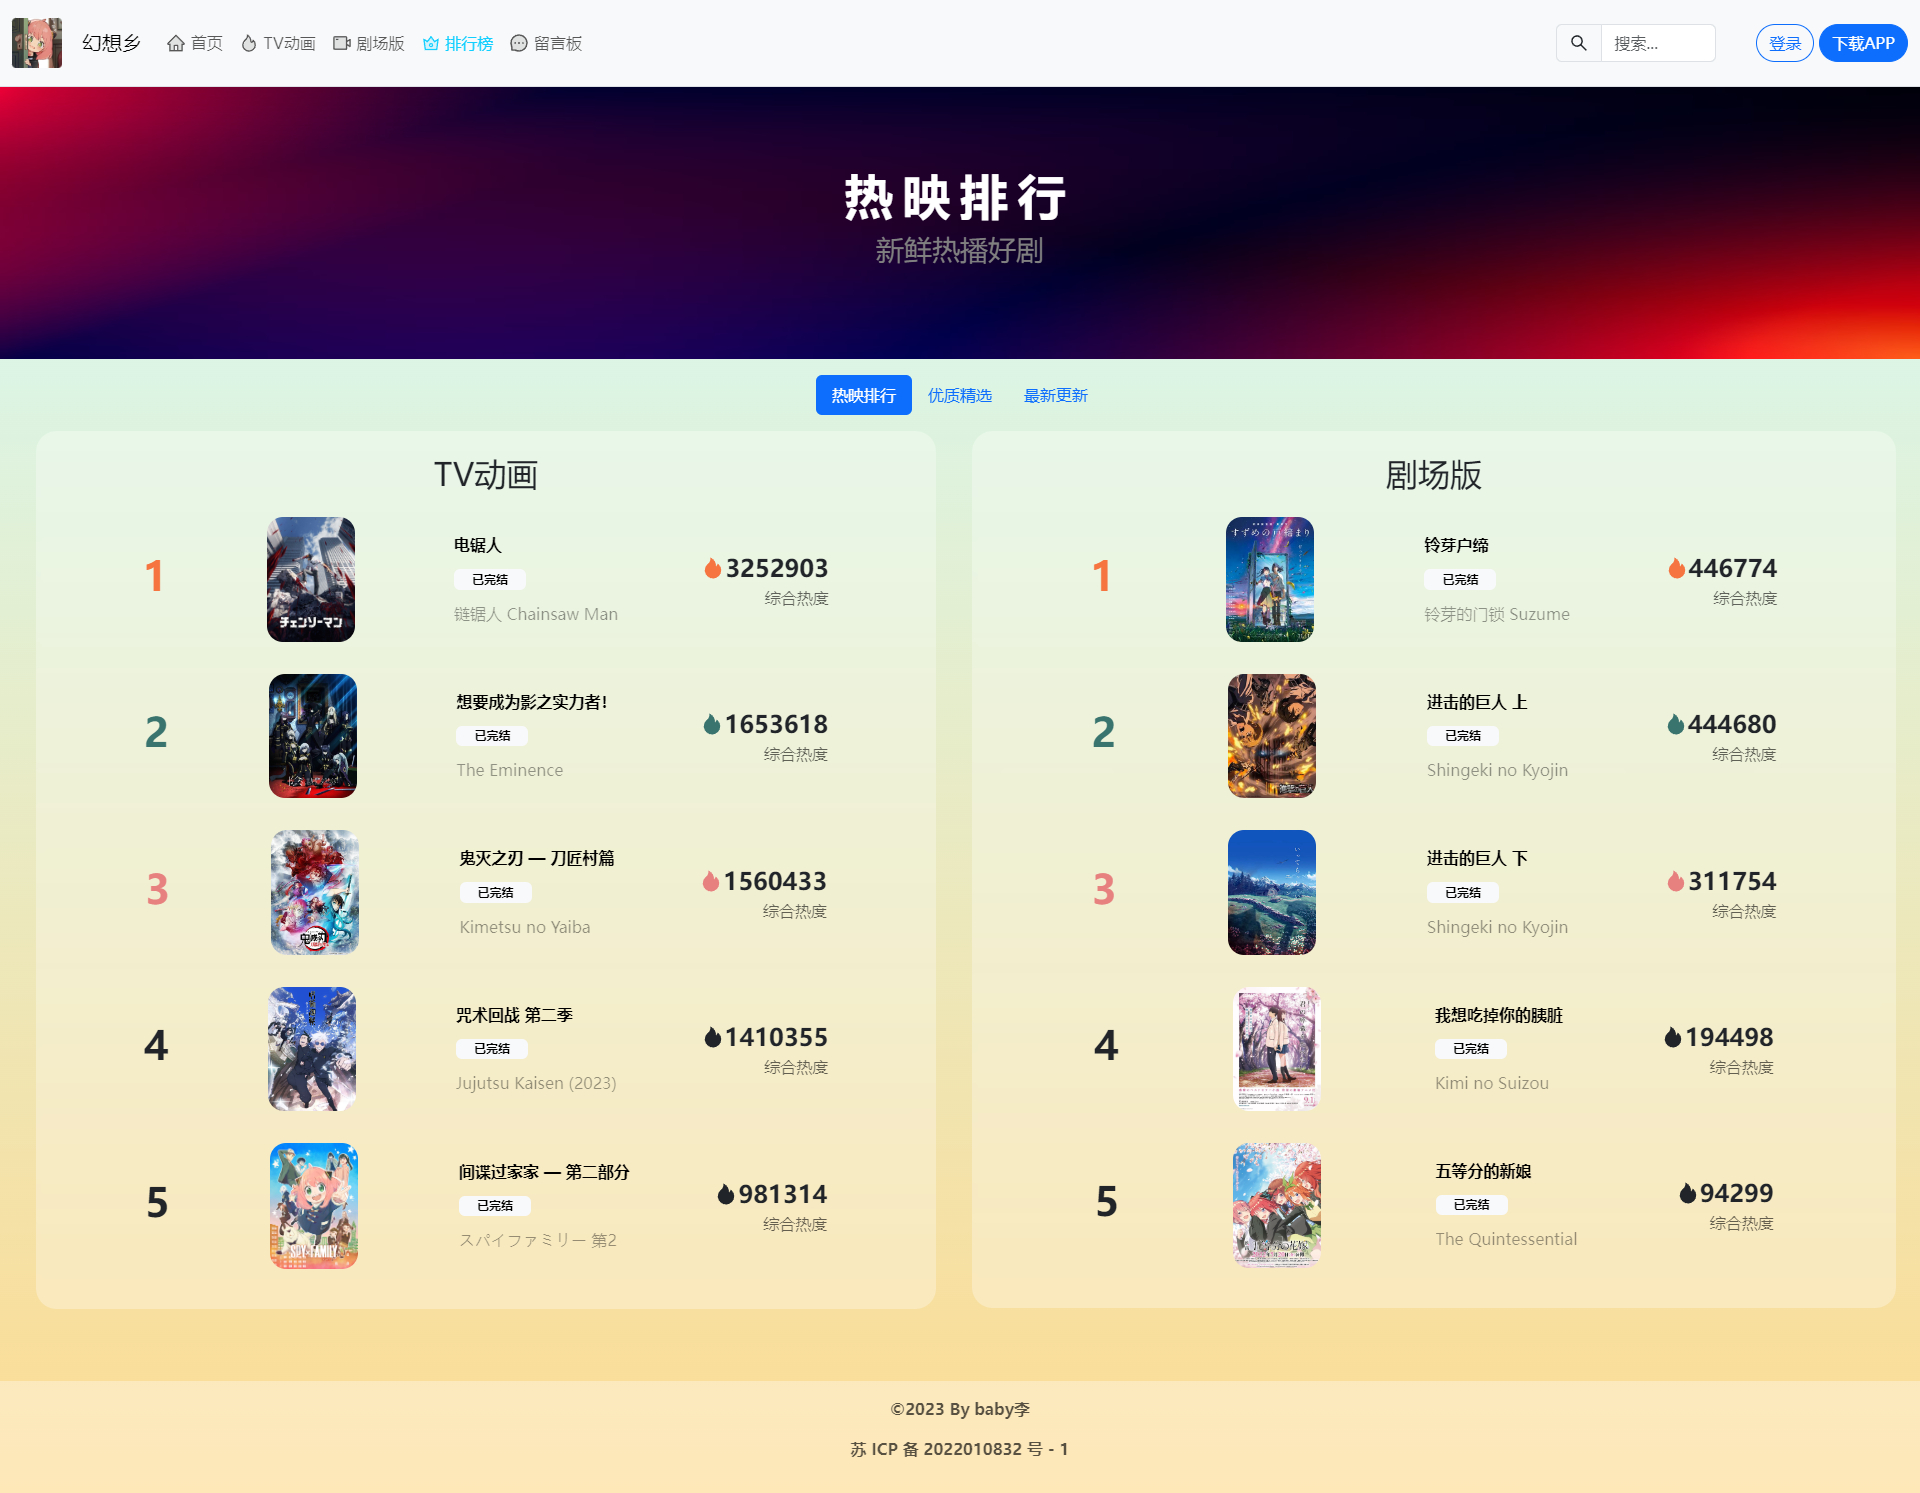 幻想乡
首页
TV动画
剧场版
排行榜
留言板
搜索...
登录
下载APP
热映排行
新鲜热播好剧
热映排行
优质精选
最新更新
TV动画
1
チェンソーマン
电锯人
已完结
链锯人 Chainsaw Man
3252903
综合热度
2
想要成为影之实力者!
已完结
The Eminence
1653618
综合热度
3
鬼灭之刃 — 刀匠村篇
已完结
Kimetsu no Yaiba
1560433
综合热度
4
咒术回战 第二季
已完结
Jujutsu Kaisen (2023)
1410355
综合热度
5
SPY×FAMILY
间谍过家家 — 第二部分
已完结
スパイファミリー 第2
981314
综合热度
剧场版
1
すずめの戸締まり
铃芽户缔
已完结
铃芽的门锁 Suzume
446774
综合热度
2
进击的巨人 上
已完结
Shingeki no Kyojin
444680
综合热度
3
进击的巨人 下
已完结
Shingeki no Kyojin
311754
综合热度
4
我想吃掉你的胰脏
已完结
Kimi no Suizou
194498
综合热度
5
五等分的新娘
已完结
The Quintessential
94299
综合热度
©2023 By baby李
苏 ICP 备 2022010832 号 - 1